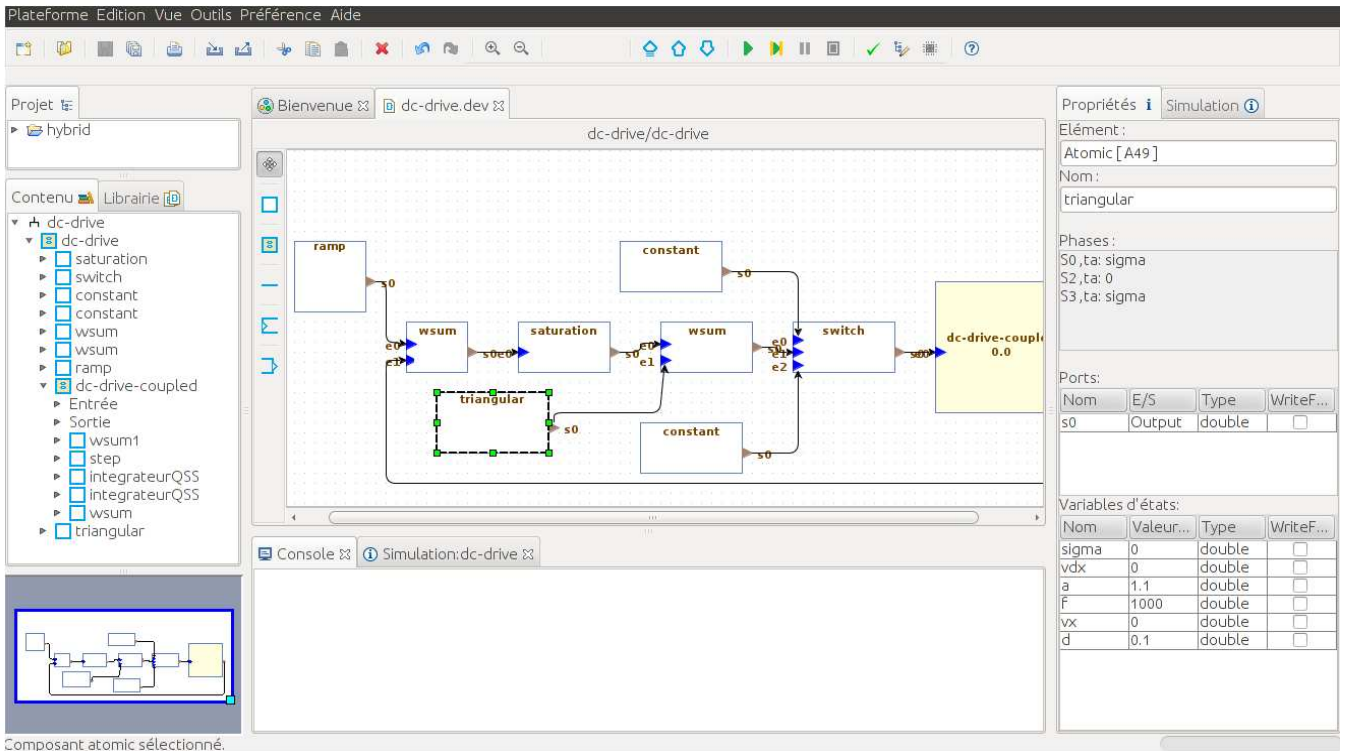 Plateforme Edition Vue Outils Préférence Aide
Projet
hybrid
Contenu Librairie
dc-drive
dc-drive
saturation
switch
constant
constant
wsum
wsum
ramp
dc-drive-coupled
Entrée
Sortie
wsum1
step
integrateurQSS
integrateurQSS
wsum
triangular
Bienvenue dc-drive.dev
dc-drive/dc-drive
ramp
s0
constant
s0
wsum
e0
e1
s0
saturation
e0
s0
wsum
e0
e1
s0
switch
e0
e1
e2
s0
dc-drive-couple
0.0
triangular
s0
constant
s0
Console Simulation:dc-drive
Propriétés Simulation
Elément :
Atomic [ A49 ]
Nom :
triangular
Phases :
S0 ,ta: sigma
S2 ,ta: 0
S3 ,ta: sigma
Ports:
Nom E/S Type WriteF...
s0 Output double
Variables d'états:
Nom Valeur... Type WriteF...
sigma 0 double
vdx 0 double
a 1.1 double
f 1000 double
vx 0 double
d 0.1 double
Composant atomic sélectionné.